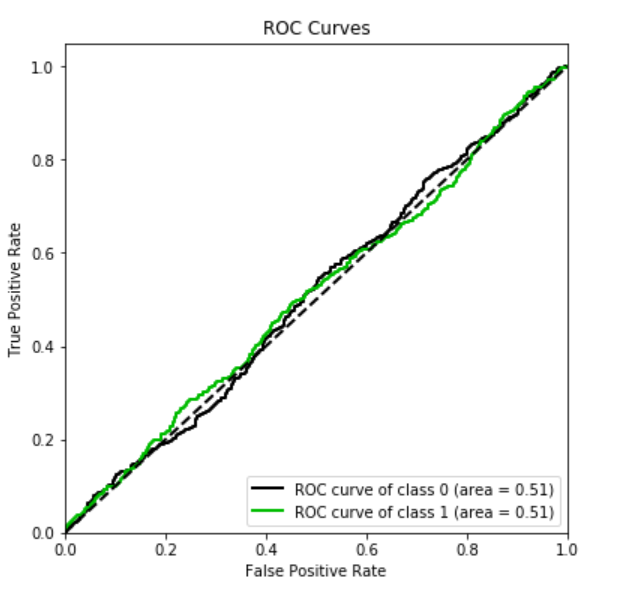 ROC Curves
1.0
0.8
0.6
0.4
0.2
0.0
True Positive Rate
ROC curve of class 0 (area = 0.51)
ROC curve of class 1 (area = 0.51)
0.0 0.2 0.4 0.6 0.8 1.0
False Positive Rate